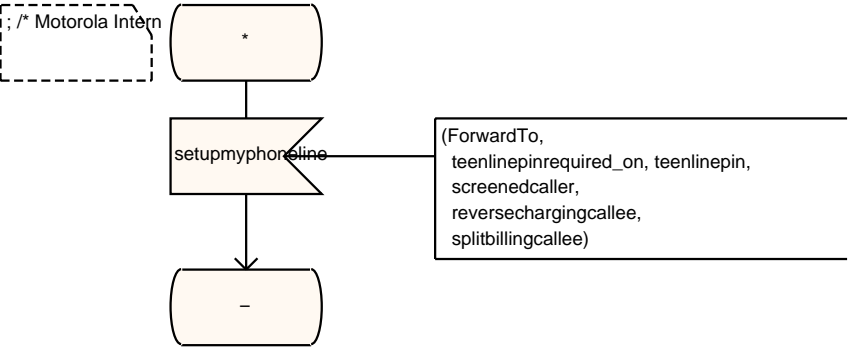 ; /* Motorola Intern
*
setupmyphoneline
(ForwardTo,
teenlinepinrequired_on, teenlinepin,
screenedcaller,
reversechargingcallee,
splitbillingcallee)
–